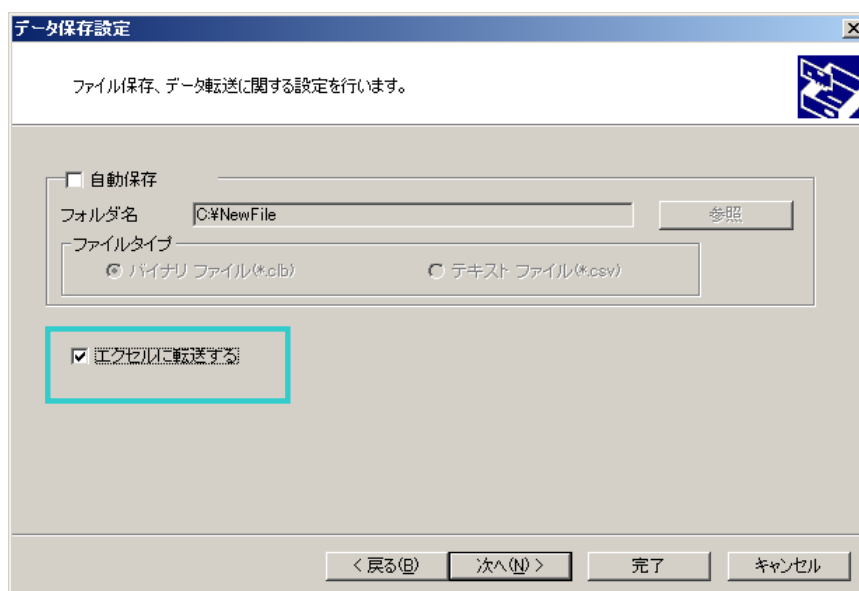 データ保存設定
ファイル保存、データ転送に関する設定を行います。
自動保存
フォルダ名 C:¥NewFile 参照
ファイルタイプ
バイナリ ファイル(*.clb) テキスト ファイル(*.csv)
エクセルに転送する
< 戻る(B) 次へ(N) > 完了 キャンセル